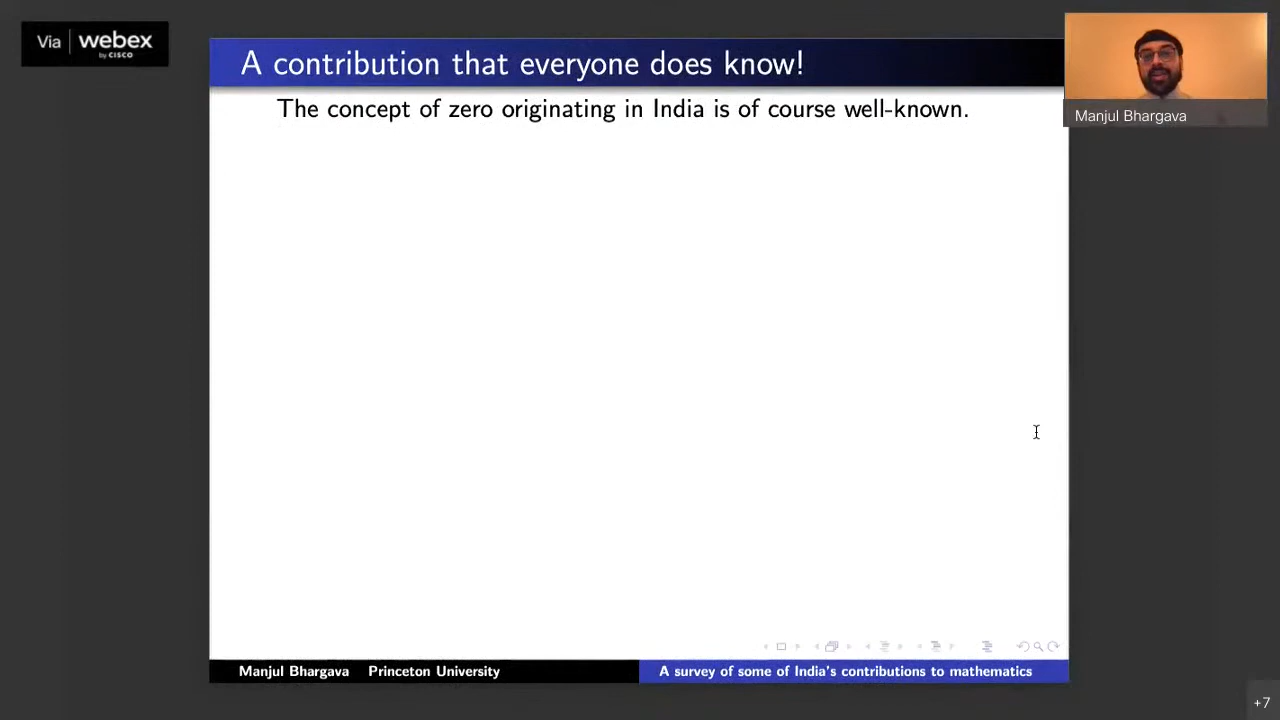 Via webex
by CISCO
A contribution that everyone does know!
The concept of zero originating in India is of course well-known.
Manjul Bhargava
Manjul Bhargava Princeton University
A survey of some of India's contributions to mathematics
+7